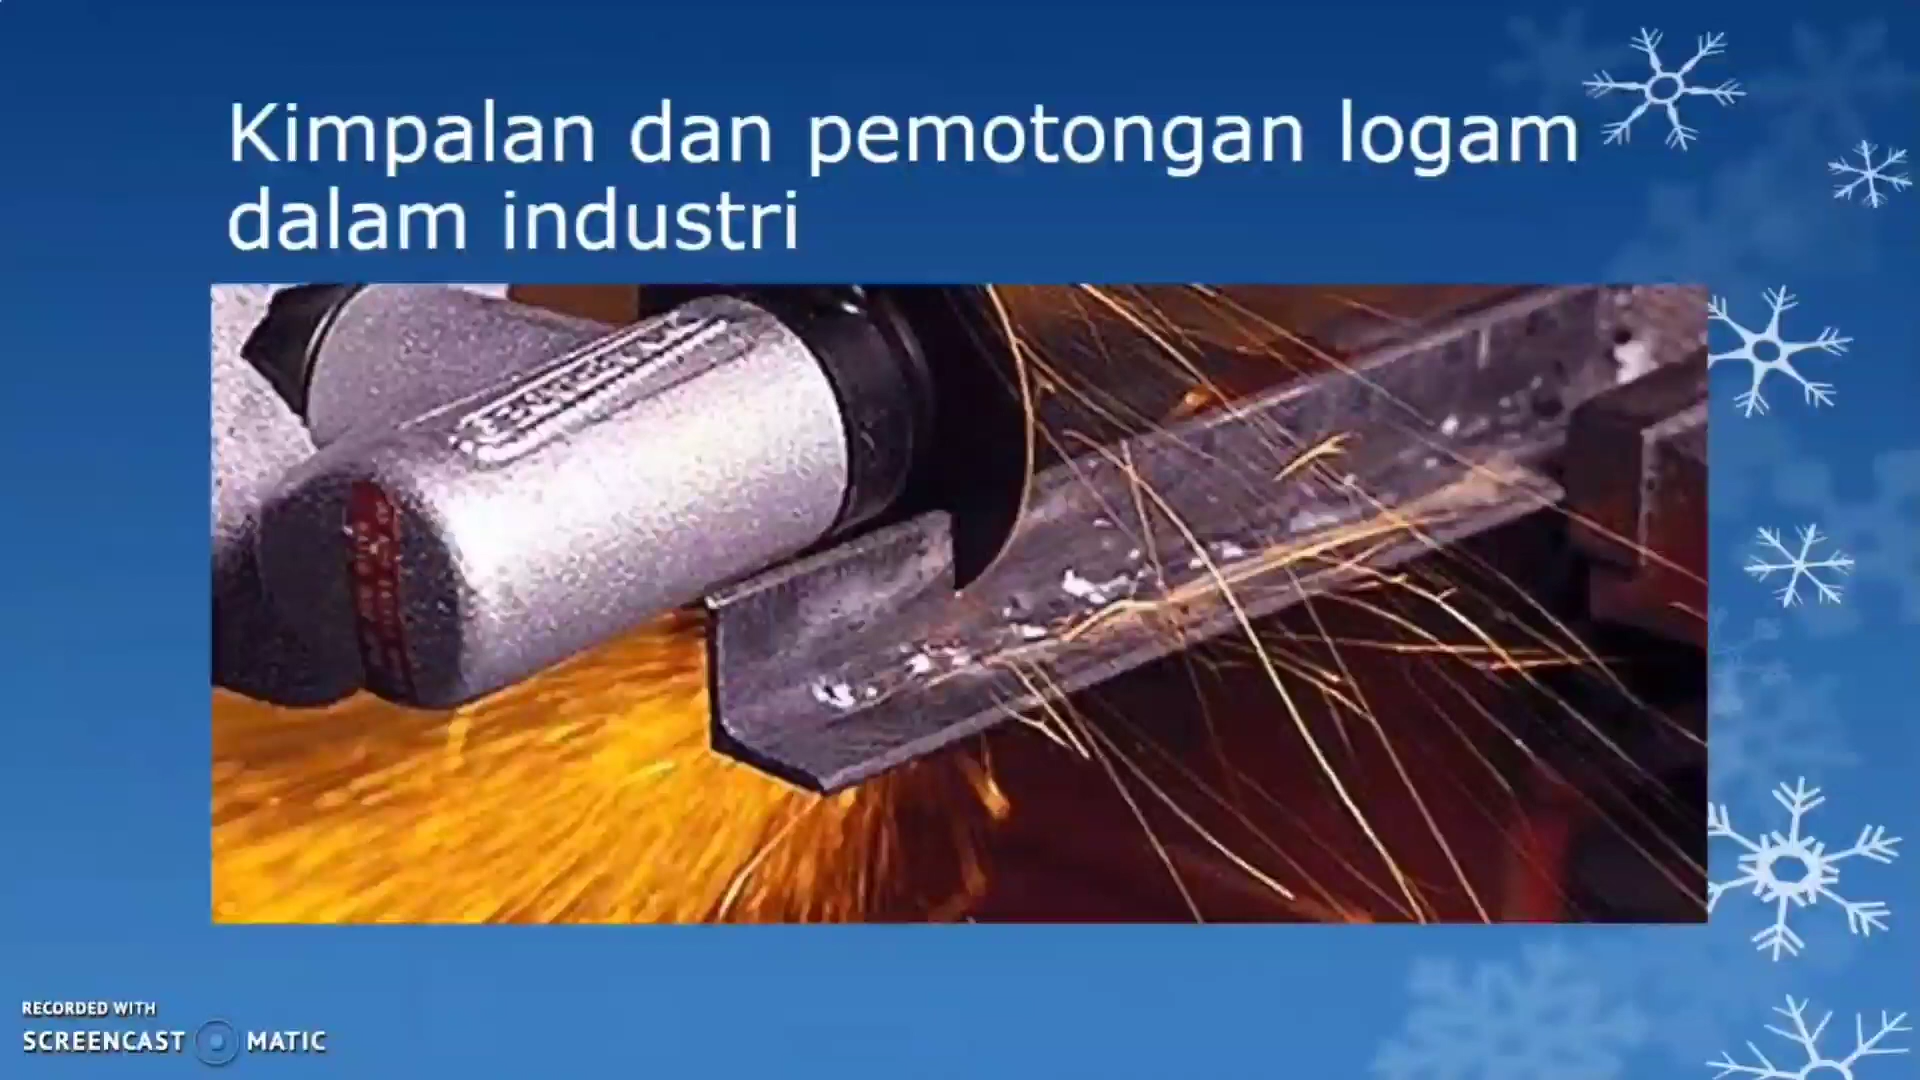 Kimpalan dan pemotongan logam
dalam industri
RECORDED WITH
SCREENCAST MATIC